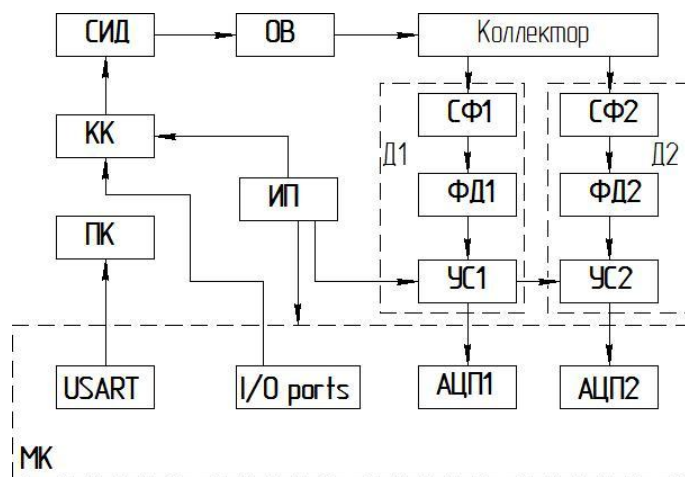 СИД
ОВ
Коллектор
КК
СФ1
СФ2
Д1
Д2
ИП
ФД1
ФД2
ПК
УС1
УС2
USART
I/O ports
АЦП1
АЦП2
МК